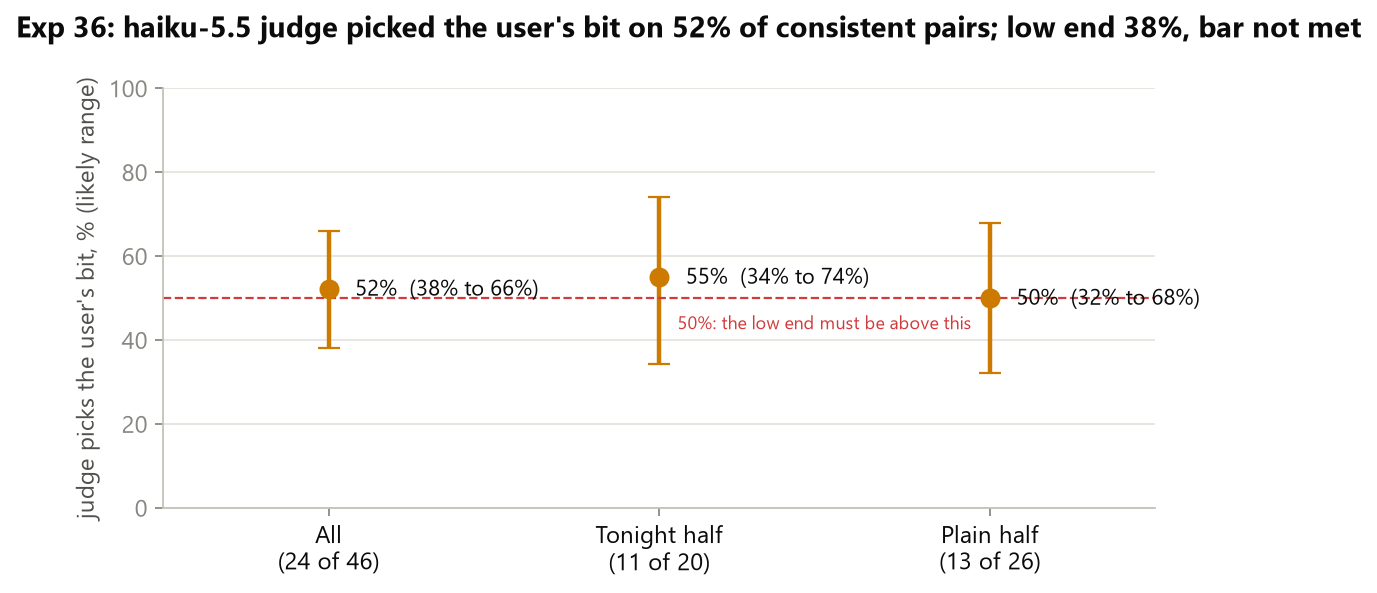 Exp 36: haiku-5.5 judge picked the user's bit on 52% of consistent pairs; low end 38%, bar not met
judge picks the user's bit, % (likely range)
100
80
60
40
20
0
52% (38% to 66%)
55% (34% to 74%)
50% (32% to 68%)
50%: the low end must be above this
All
(24 of 46)
Tonight half
(11 of 20)
Plain half
(13 of 26)